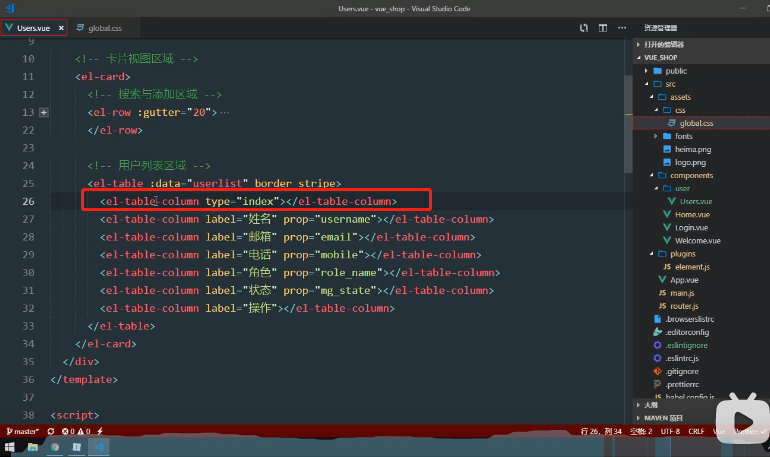 Users.vue - vue_shop - Visual Studio Code
Users.vue × global.css ···
资源管理器
打开的编辑器
VUE_SHOP
public
src
assets
css
global.css
fonts
heima.png
logo.png
components
user
Users.vue
Home.vue
Login.vue
Welcome.vue
plugins
element.js
App.vue
main.js
router.js
.browserslistrc
.editorconfig
.eslintignore
.eslintrc.js
.gitignore
.prettierrc
babel.config.js
大纲
MAVEN 项目
9
10 <!-- 卡片视图区域 -->
11 <el-card>
12 <!-- 搜索与添加区域 -->
13 <el-row :gutter="20">···
22 </el-row>
23
24 <!-- 用户列表区域 -->
25 <el-table :data="userlist" border stripe>
26 <el-table-column type="index"></el-table-column>
27 <el-table-column label="姓名" prop="username"></el-table-column>
28 <el-table-column label="邮箱" prop="email"></el-table-column>
29 <el-table-column label="电话" prop="mobile"></el-table-column>
30 <el-table-column label="角色" prop="role_name"></el-table-column>
31 <el-table-column label="状态" prop="mg_state"></el-table-column>
32 <el-table-column label="操作"></el-table-column>
33 </el-table>
34 </el-card>
35 </div>
36 </template>
37
38 <script>
master* 0 0 行 26，列 34 空格: 2 UTF-8 CRLF Vue